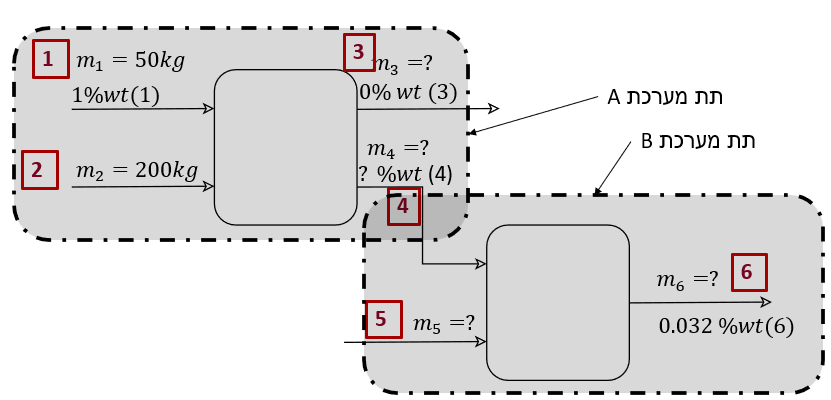 1
m₁ = 50kg
1%wt(1)
2
m₂ = 200kg
3
m₃ =?
0% wt (3)
m₄ =?
? %wt (4)
4
תת מערכת A
תת מערכת B
5
m₅ =?
6
m₆ =?
0.032 %wt(6)